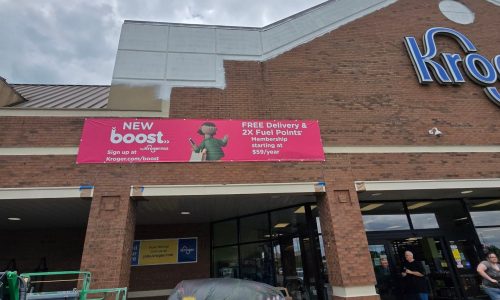 Kroger
NEW
boost
Sign up at
Kroger.com/boost
FREE Delivery &
2X Fuel Points*
Membership
starting at
$59/year